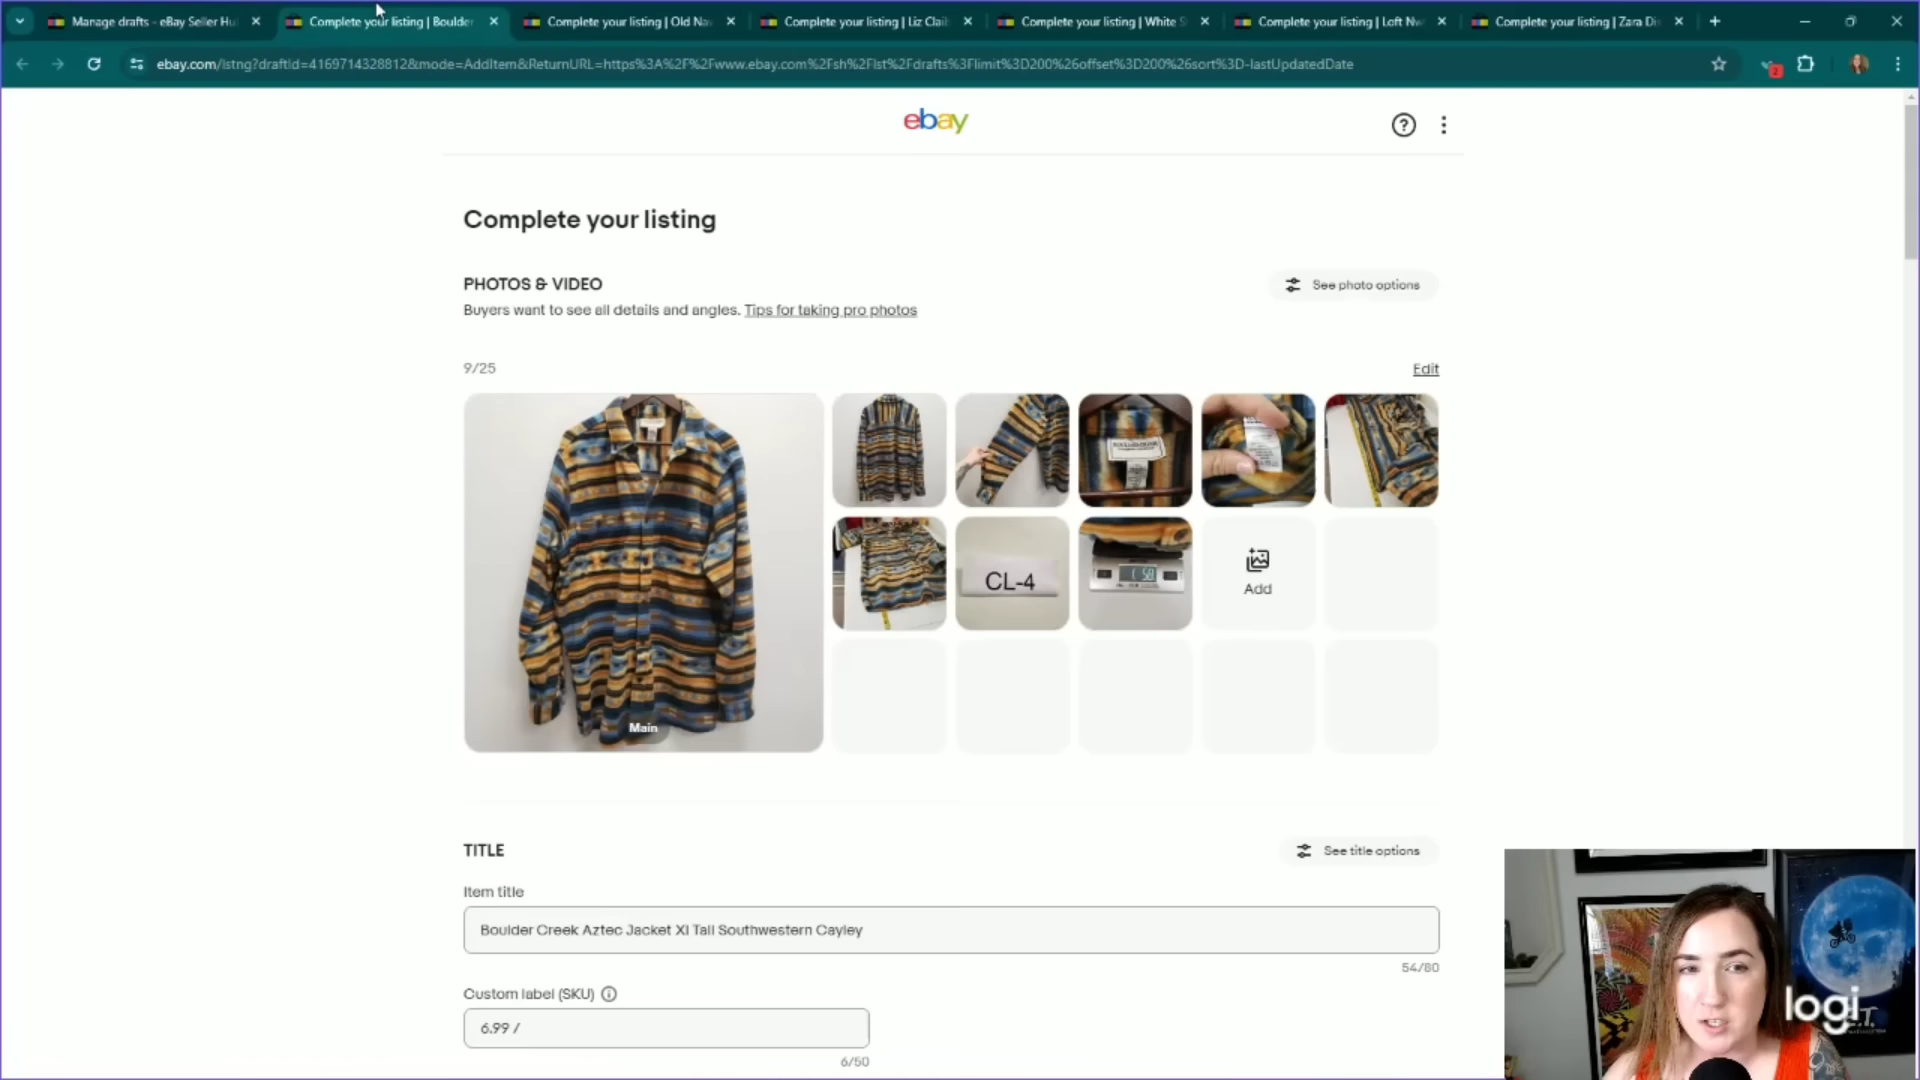 Manage drafts - eBay Seller Hu
Complete your listing | Boulder
Complete your listing | Old Nav
Complete your listing | Liz Claib
Complete your listing | White S
Complete your listing | Loft Nw
Complete your listing | Zara Di
ebay.com/lstng?draftId=4169714328812&mode=AddItem&ReturnURL=https%3A%2F%2Fwww.ebay.com%2Fsh%2Flst%2Fdrafts%3Flimit%3D200%26offset%3D200%26sort%3D-lastUpdatedDate
2
ebay
Complete your listing
PHOTOS & VIDEO
See photo options
Buyers want to see all details and angles. Tips for taking pro photos
9/25
Edit
CL-4
Add
Main
TITLE
See title options
Item title
Boulder Creek Aztec Jacket Xl Tall Southwestern Cayley
54/80
Custom label (SKU)
6.99 /
6/50
logi
E.T.